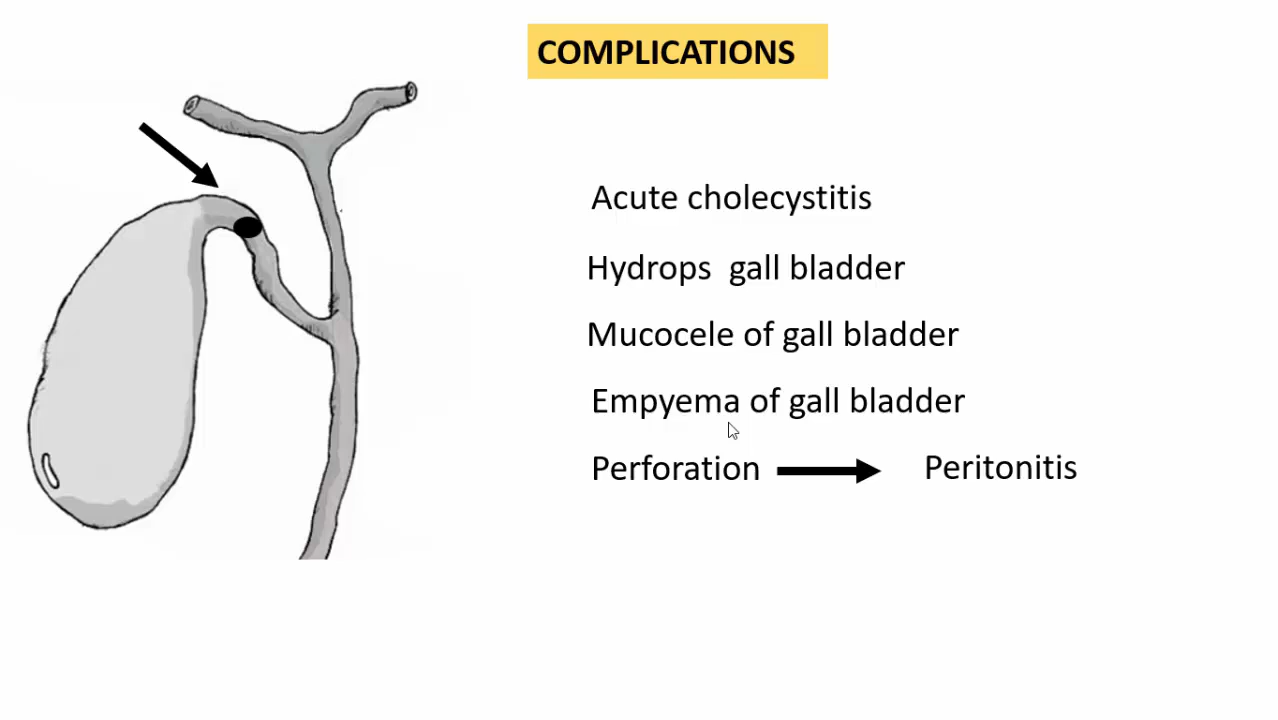 COMPLICATIONS
Acute cholecystitis
Hydrops gall bladder
Mucocele of gall bladder
Empyema of gall bladder
Perforation Peritonitis